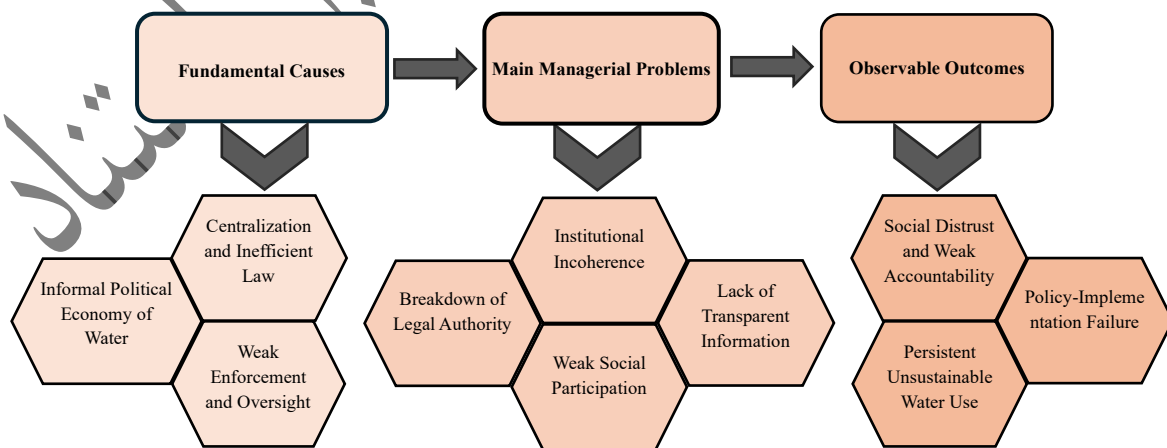 Fundamental Causes
Main Managerial Problems
Observable Outcomes
Centralization
and Inefficient
Law
Informal Political
Economy of
Water
Weak
Enforcement
and Oversight
Institutional
Incoherence
Breakdown of
Legal Authority
Lack of
Transparent
Information
Weak Social
Participation
Social Distrust
and Weak
Accountability
Policy-Impleme
ntation Failure
Persistent
Unsustainable
Water Use